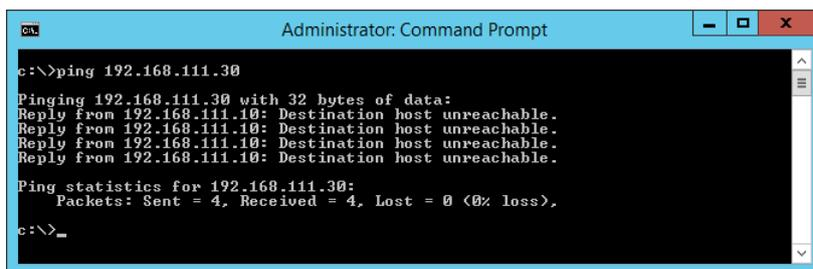 Administrator: Command Prompt
c:\>ping 192.168.111.30
Pinging 192.168.111.30 with 32 bytes of data:
Reply from 192.168.111.10: Destination host unreachable.
Reply from 192.168.111.10: Destination host unreachable.
Reply from 192.168.111.10: Destination host unreachable.
Reply from 192.168.111.10: Destination host unreachable.
Ping statistics for 192.168.111.30:
    Packets: Sent = 4, Received = 4, Lost = 0 (0% loss),
c:\>_